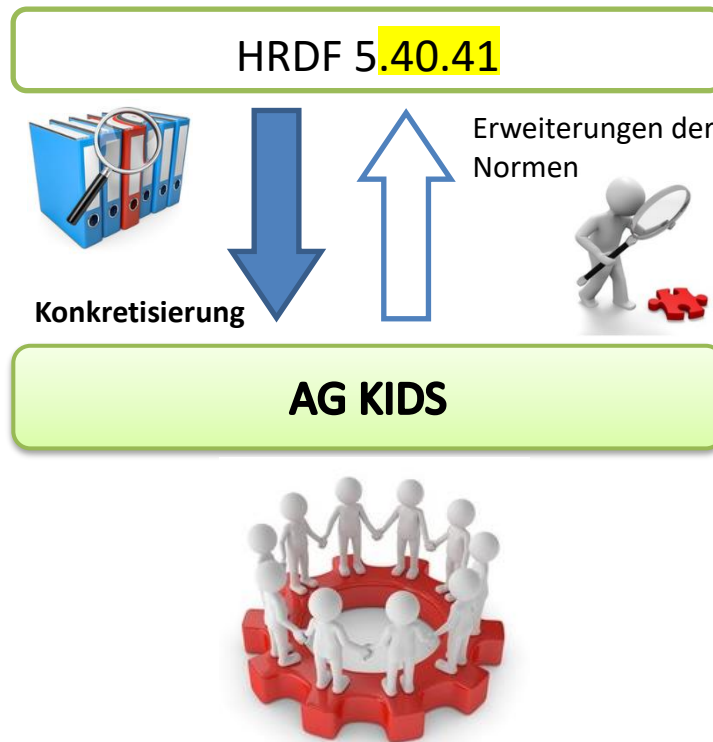 HRDF 5.40.41
Erweiterungen der
Normen
Konkretisierung
AG KIDS